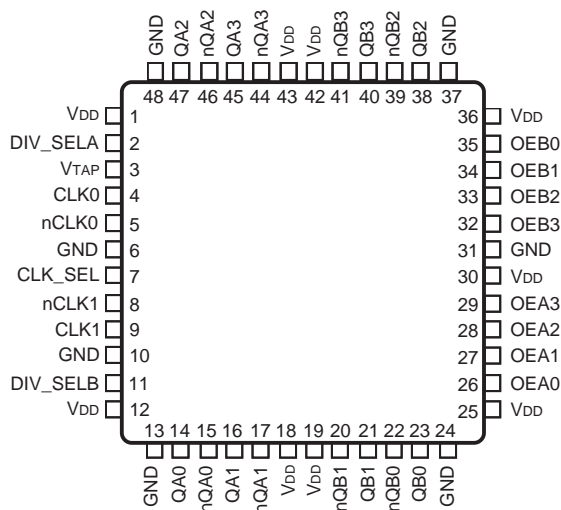 GND QA2 nQA2 QA3 nQA3 VDD VDD nQB3 QB3 nQB2 QB2 GND
48 47 46 45 44 43 42 41 40 39 38 37
VDD 1 36 VDD
DIV_SELA 2 35 OEB0
VTAP 3 34 OEB1
CLK0 4 33 OEB2
nCLK0 5 32 OEB3
GND 6 31 GND
CLK_SEL 7 30 VDD
nCLK1 8 29 OEA3
CLK1 9 28 OEA2
GND 10 27 OEA1
DIV_SELB 11 26 OEA0
VDD 12 25 VDD
13 14 15 16 17 18 19 20 21 22 23 24
GND QA0 nQA0 QA1 nQA1 VDD VDD nQB1 QB1 nQB0 QB0 GND